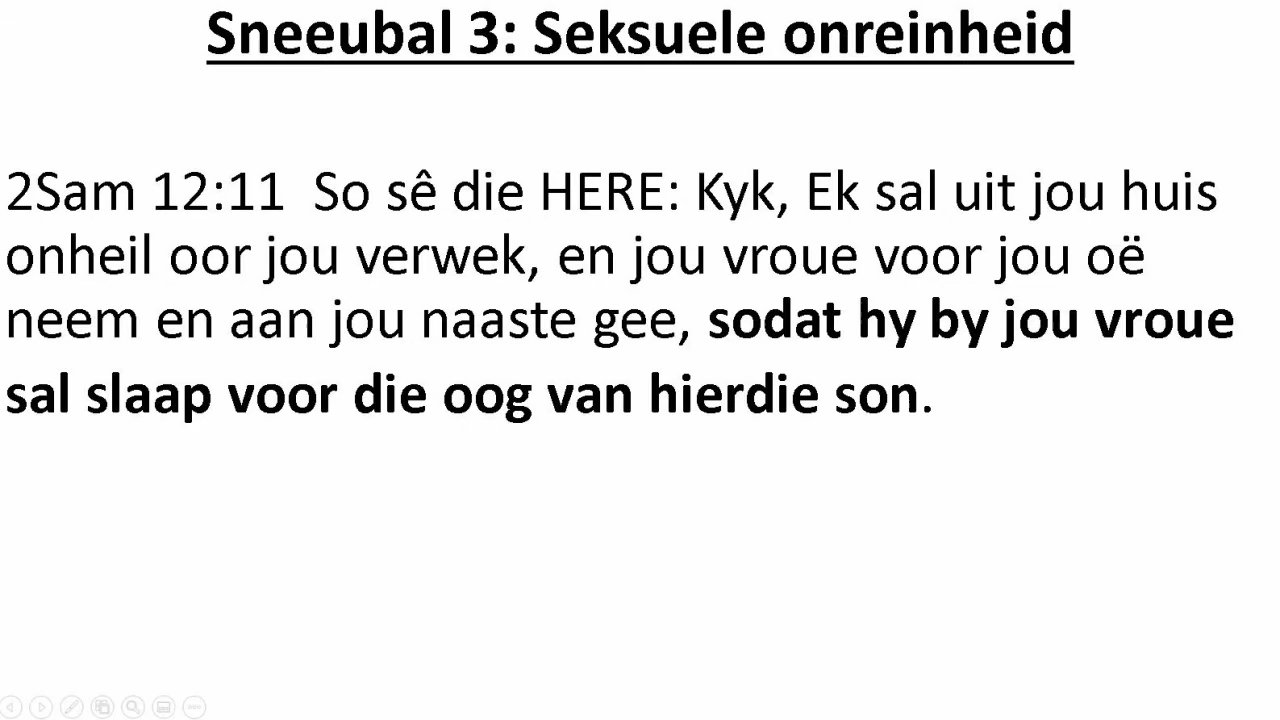 Sneeubal 3: Seksuele onreinheid
2Sam 12:11  So sê die HERE: Kyk, Ek sal uit jou huis
onheil oor jou verwek, en jou vroue voor jou oë
neem en aan jou naaste gee, sodat hy by jou vroue
sal slaap voor die oog van hierdie son.